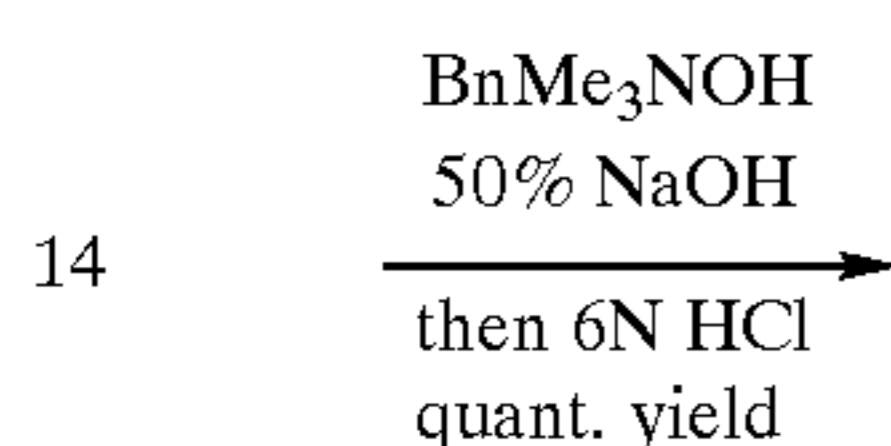 BnMe₃NOH
50% NaOH
14
then 6N HCl
quant. yield